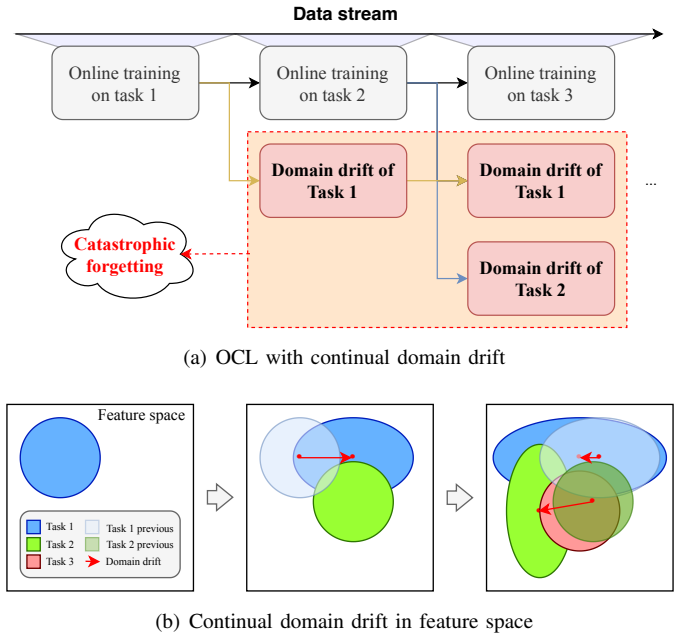 Data stream
Online training
on task 1
Online training
on task 2
Online training
on task 3
Domain drift of
Task 1
Domain drift of
Task 1
...
Catastrophic
forgetting
Domain drift of
Task 2
(a) OCL with continual domain drift
Feature space
Task 1
Task 1 previous
Task 2
Task 2 previous
Task 3
Domain drift
(b) Continual domain drift in feature space